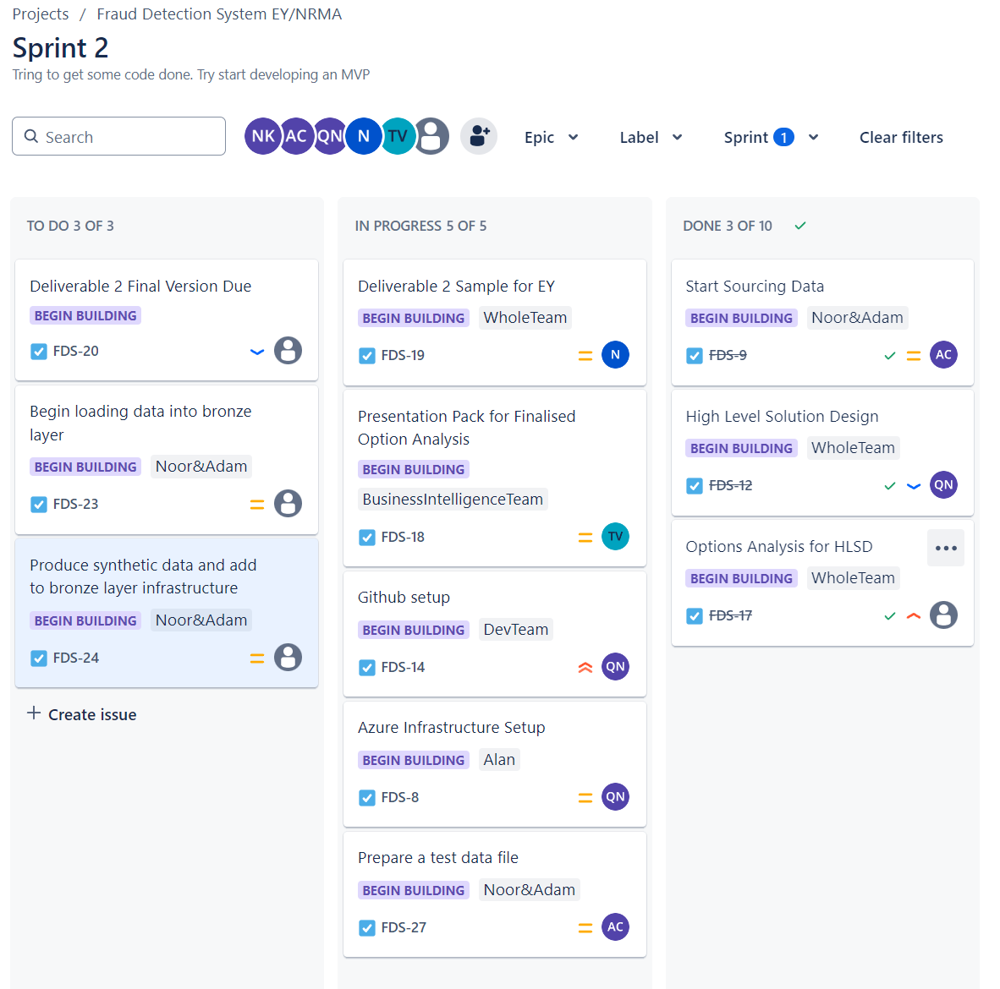 Projects / Fraud Detection System EY/NRMA
Sprint 2
Tring to get some code done. Try start developing an MVP
Search
NK AC QN N TV
Epic
Label
Sprint 1
Clear filters
TO DO 3 OF 3
Deliverable 2 Final Version Due
BEGIN BUILDING
FDS-20
Begin loading data into bronze
layer
BEGIN BUILDING Noor&Adam
FDS-23
Produce synthetic data and add
to bronze layer infrastructure
BEGIN BUILDING Noor&Adam
FDS-24
+ Create issue
IN PROGRESS 5 OF 5
Deliverable 2 Sample for EY
BEGIN BUILDING WholeTeam
FDS-19 N
Presentation Pack for Finalised
Option Analysis
BEGIN BUILDING
BusinessIntelligenceTeam
FDS-18 TV
Github setup
BEGIN BUILDING DevTeam
FDS-14 QN
Azure Infrastructure Setup
BEGIN BUILDING Alan
FDS-8 QN
Prepare a test data file
BEGIN BUILDING Noor&Adam
FDS-27 AC
DONE 3 OF 10
Start Sourcing Data
BEGIN BUILDING Noor&Adam
FDS-9 AC
High Level Solution Design
BEGIN BUILDING WholeTeam
FDS-12 QN
Options Analysis for HLSD
BEGIN BUILDING WholeTeam
FDS-17